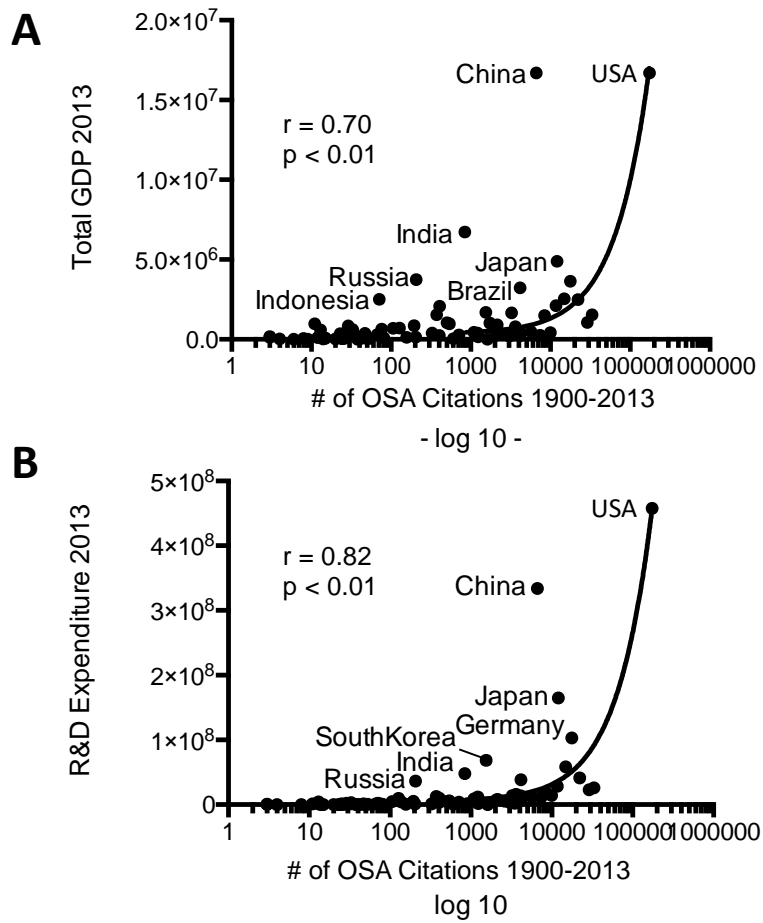 A
Total GDP 2013
2.0×10⁷
1.5×10⁷
1.0×10⁷
5.0×10⁶
0.0
China
USA
r = 0.70
p < 0.01
India
Japan
Russia
Brazil
Indonesia
1 10 100 1000 10000 100000 1000000
# of OSA Citations 1900-2013
- log 10 -
B
R&D Expenditure 2013
5×10⁸
4×10⁸
3×10⁸
2×10⁸
1×10⁸
0
USA
r = 0.82
p < 0.01
China
Japan
Germany
SouthKorea
India
Russia
1 10 100 1000 10000 100000 1000000
# of OSA Citations 1900-2013
log 10